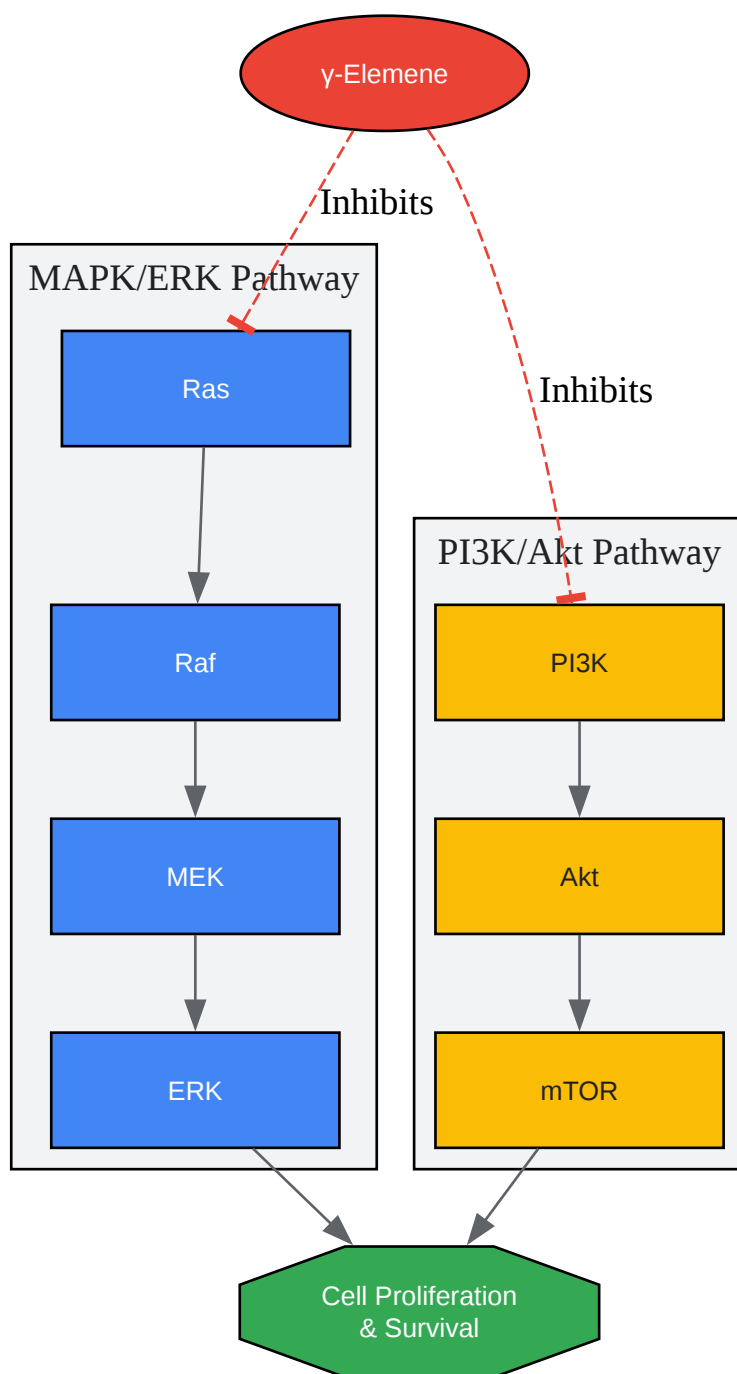 γ-Elemene
Inhibits
MAPK/ERK Pathway
Ras
Inhibits
PI3K/Akt Pathway
Raf
PI3K
MEK
Akt
ERK
mTOR
Cell Proliferation
& Survival